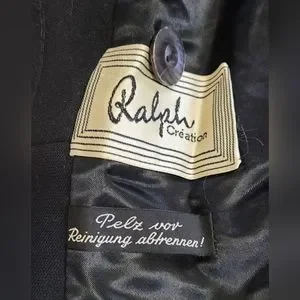 Ralph
Création
Pelz vor
Reinigung abtrennen!